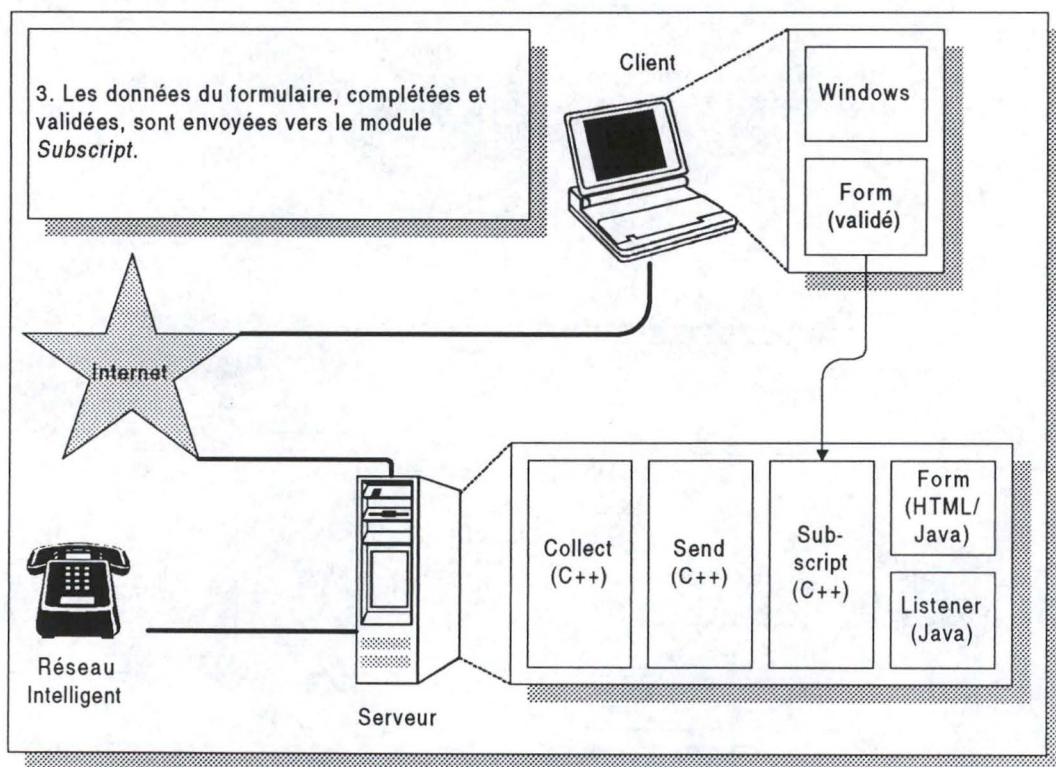 3. Les données du formulaire, complétées et
validées, sont envoyées vers le module
Subscript.
Client
Windows
Form
(validé)
Internet
Réseau
Intelligent
Serveur
Collect
(C++)
Send
(C++)
Sub-
script
(C++)
Form
(HTML/
Java)
Listener
(Java)